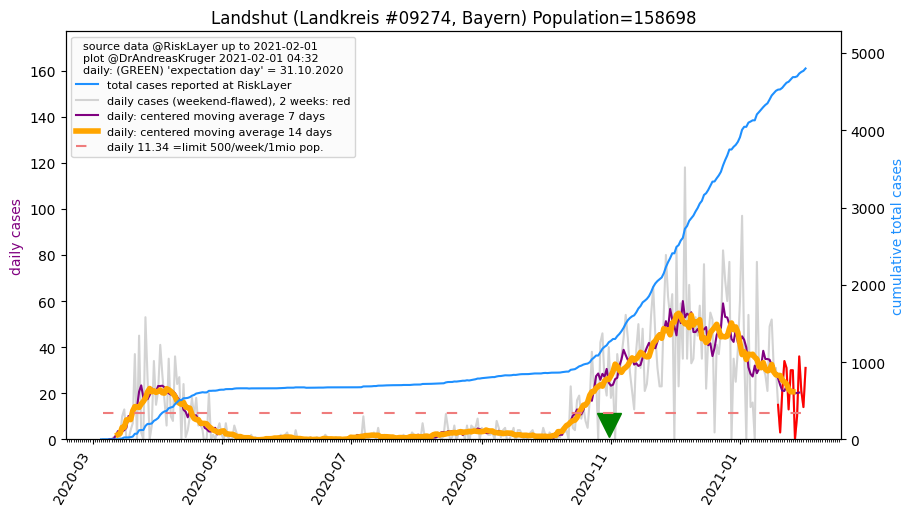 Landshut (Landkreis #09274, Bayern) Population=158698
source data @RiskLayer up to 2021-02-01
plot @DrAndreasKruger 2021-02-01 04:32
daily: (GREEN) 'expectation day' = 31.10.2020
total cases reported at RiskLayer
daily cases (weekend-flawed), 2 weeks: red
daily: centered moving average 7 days
daily: centered moving average 14 days
daily 11.34 =limit 500/week/1mio pop.
daily cases
160
140
120
100
80
60
40
20
0
cumulative total cases
5000
4000
3000
2000
1000
0
2020-03
2020-05
2020-07
2020-09
2020-11
2021-01